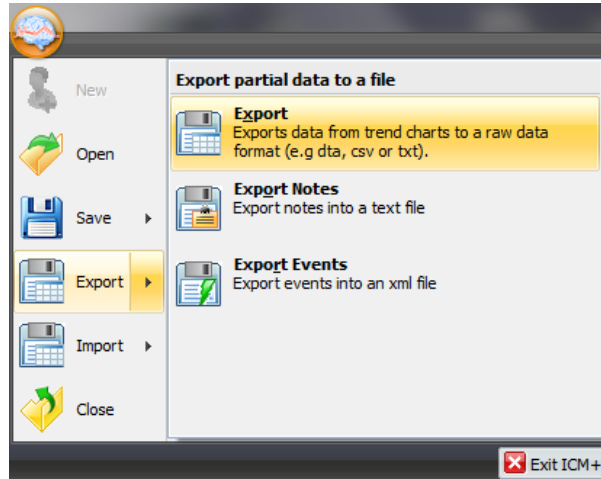 New
Open
Save
Export
Import
Close
Export partial data to a file
Export
Exports data from trend charts to a raw data
format (e.g dta, csv or txt).
Export Notes
Export notes into a text file
Export Events
Export events into an xml file
Exit ICM+